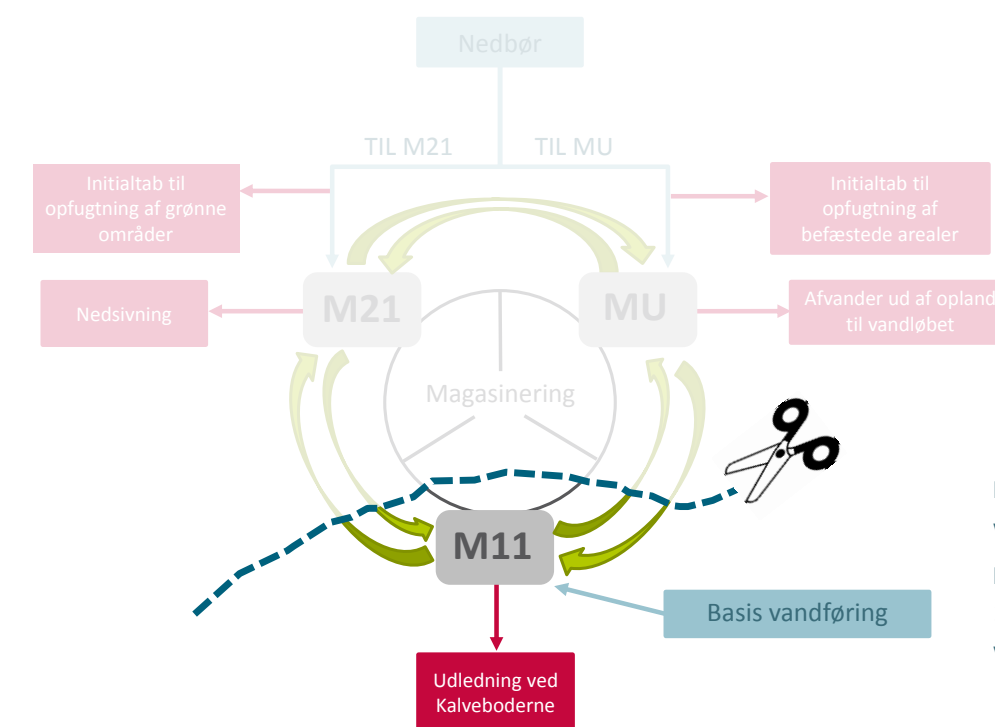 Nedbør
TIL M21
TIL MU
Initialtab til
opfugtning af grønne
områder
Initialtab til
opfugtning af
befæstede arealer
M21
MU
Nedsivning
Afvander ud af opland
til vandløbet
Magasinering
M11
Basis vandføring
Udledning ved
Kalveboderne